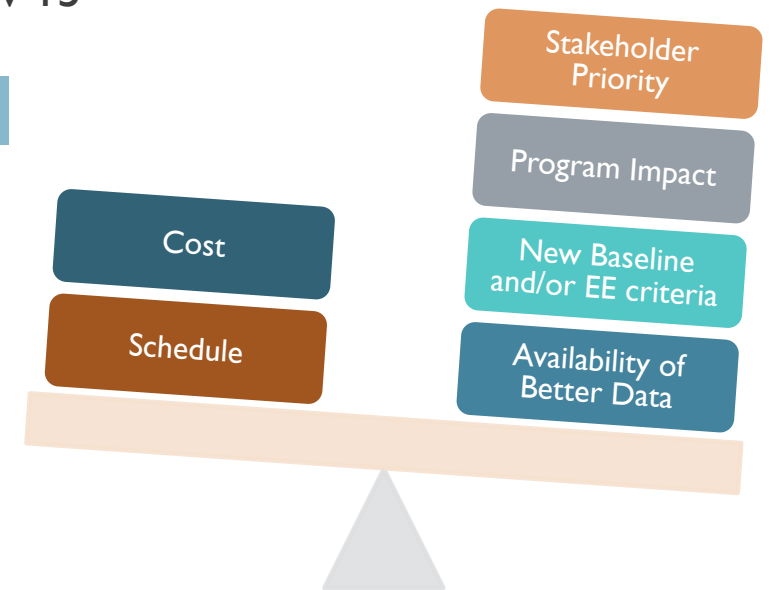 Cost
Schedule
Stakeholder
Priority
Program Impact
New Baseline
and/or EE criteria
Availability of
Better Data